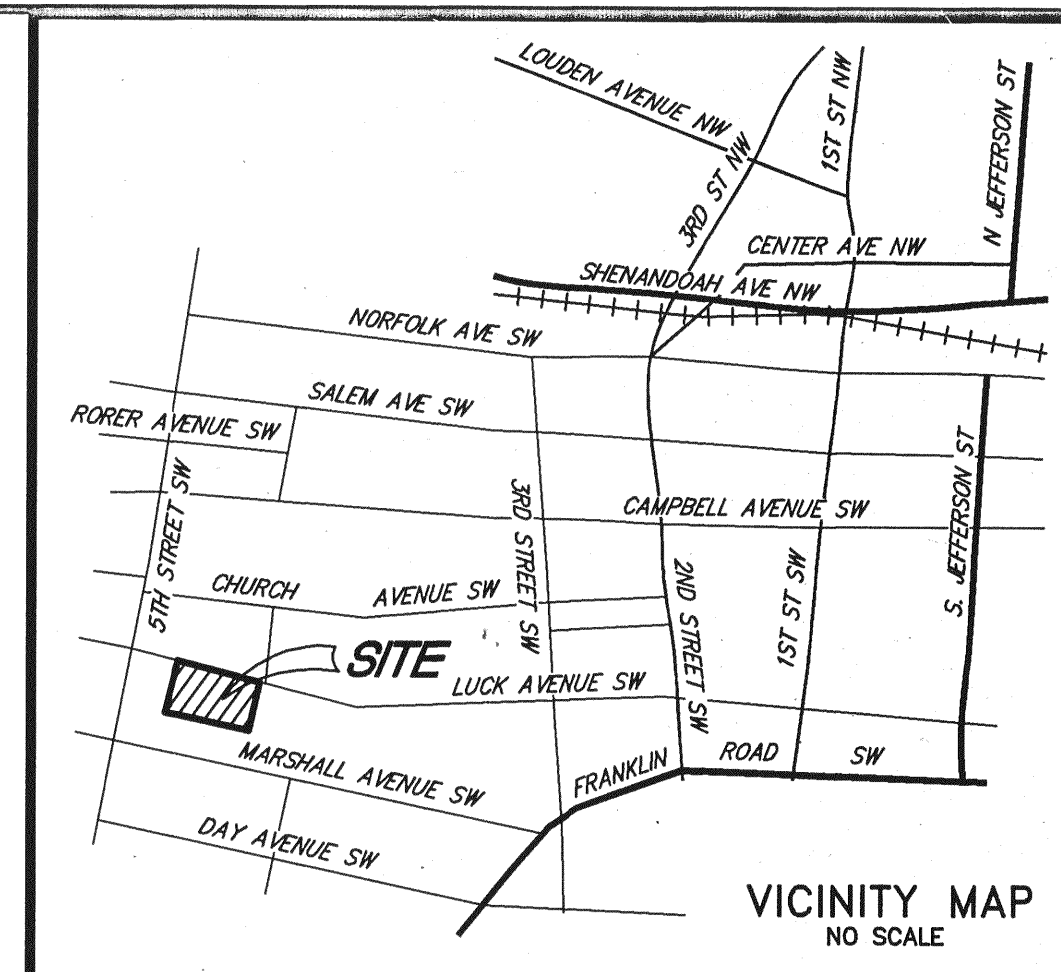 LOUDEN AVENUE NW
3RD ST NW
1ST ST NW
N JEFFERSON ST
CENTER AVE NW
SHENANDOAH AVE NW
NORFOLK AVE SW
SALEM AVE SW
RORER AVENUE SW
5TH STREET SW
3RD STREET SW
CAMPBELL AVENUE SW
S. JEFFERSON ST
CHURCH AVENUE SW
2ND STREET SW
1ST ST SW
SITE
LUCK AVENUE SW
MARSHALL AVENUE SW
FRANKLIN ROAD SW
DAY AVENUE SW
VICINITY MAP
NO SCALE